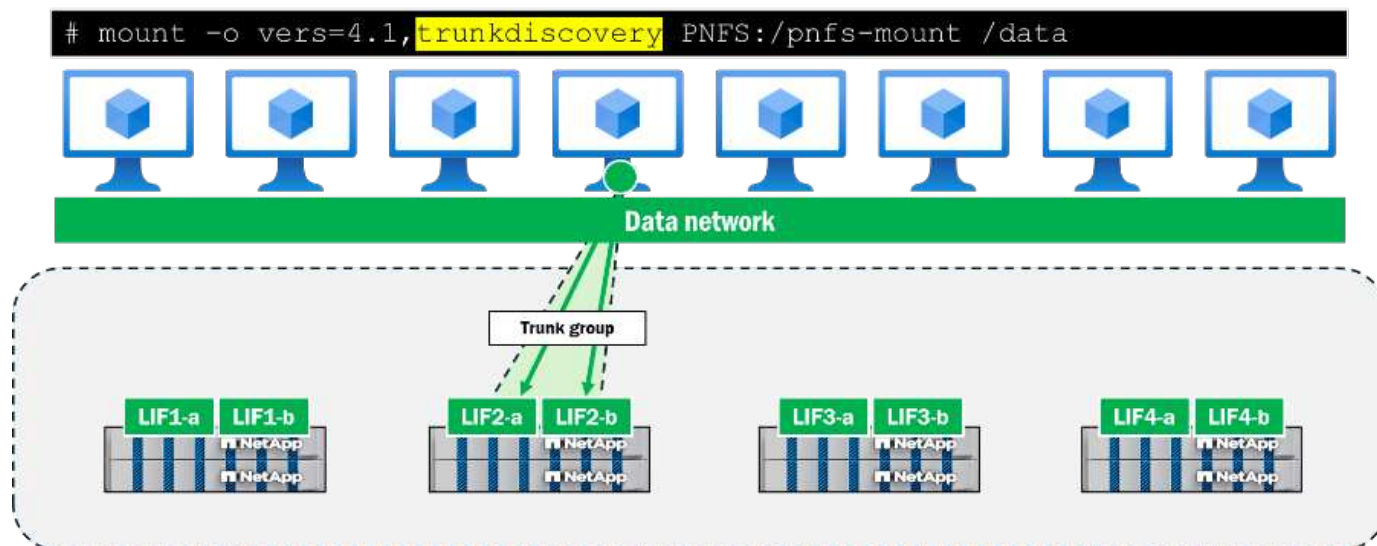 # mount -o vers=4.1,trunkdiscovery PNFS:/pnfs-mount /data
Data network
Trunk group
LIF1-a LIF1-b LIF2-a LIF2-b LIF3-a LIF3-b LIF4-a LIF4-b
NetApp NetApp NetApp NetApp
NetApp NetApp NetApp NetApp